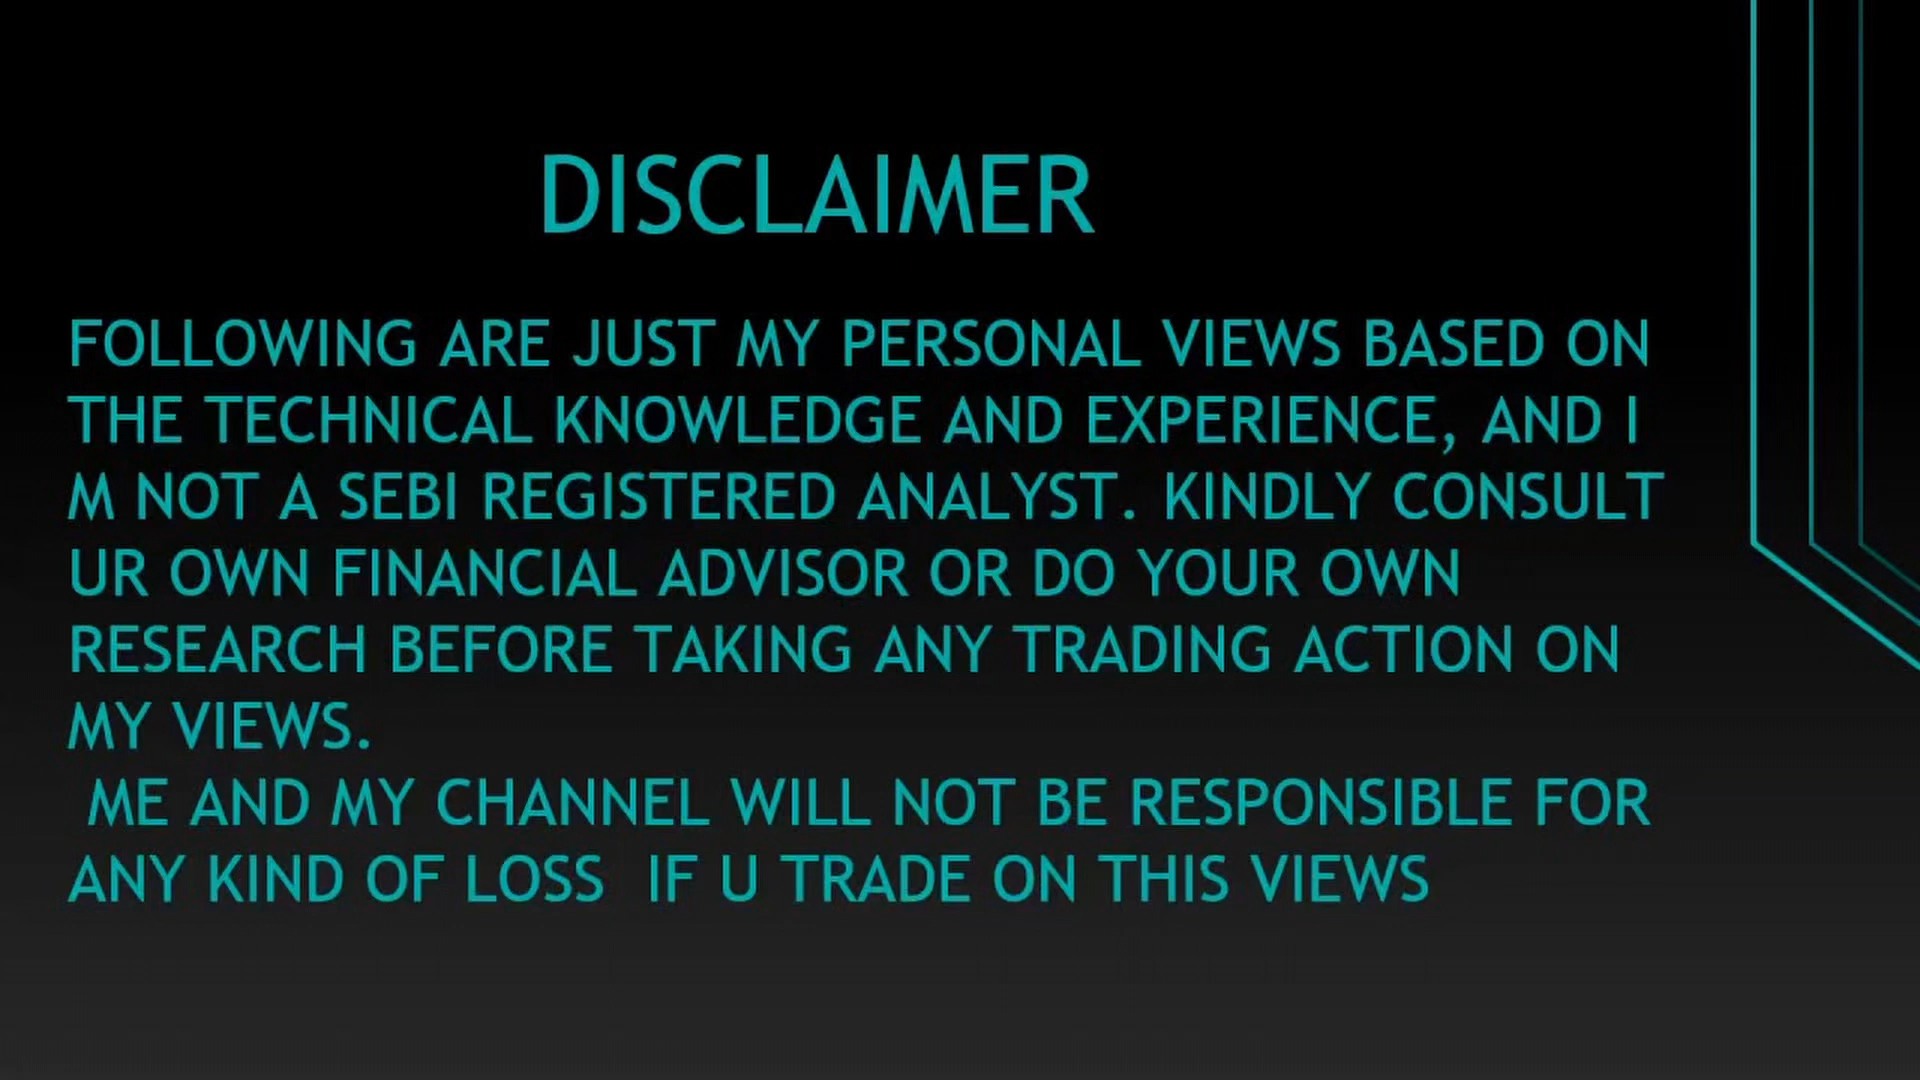 DISCLAIMER
FOLLOWING ARE JUST MY PERSONAL VIEWS BASED ON
THE TECHNICAL KNOWLEDGE AND EXPERIENCE, AND I
M NOT A SEBI REGISTERED ANALYST. KINDLY CONSULT
UR OWN FINANCIAL ADVISOR OR DO YOUR OWN
RESEARCH BEFORE TAKING ANY TRADING ACTION ON
MY VIEWS.
ME AND MY CHANNEL WILL NOT BE RESPONSIBLE FOR
ANY KIND OF LOSS  IF U TRADE ON THIS VIEWS